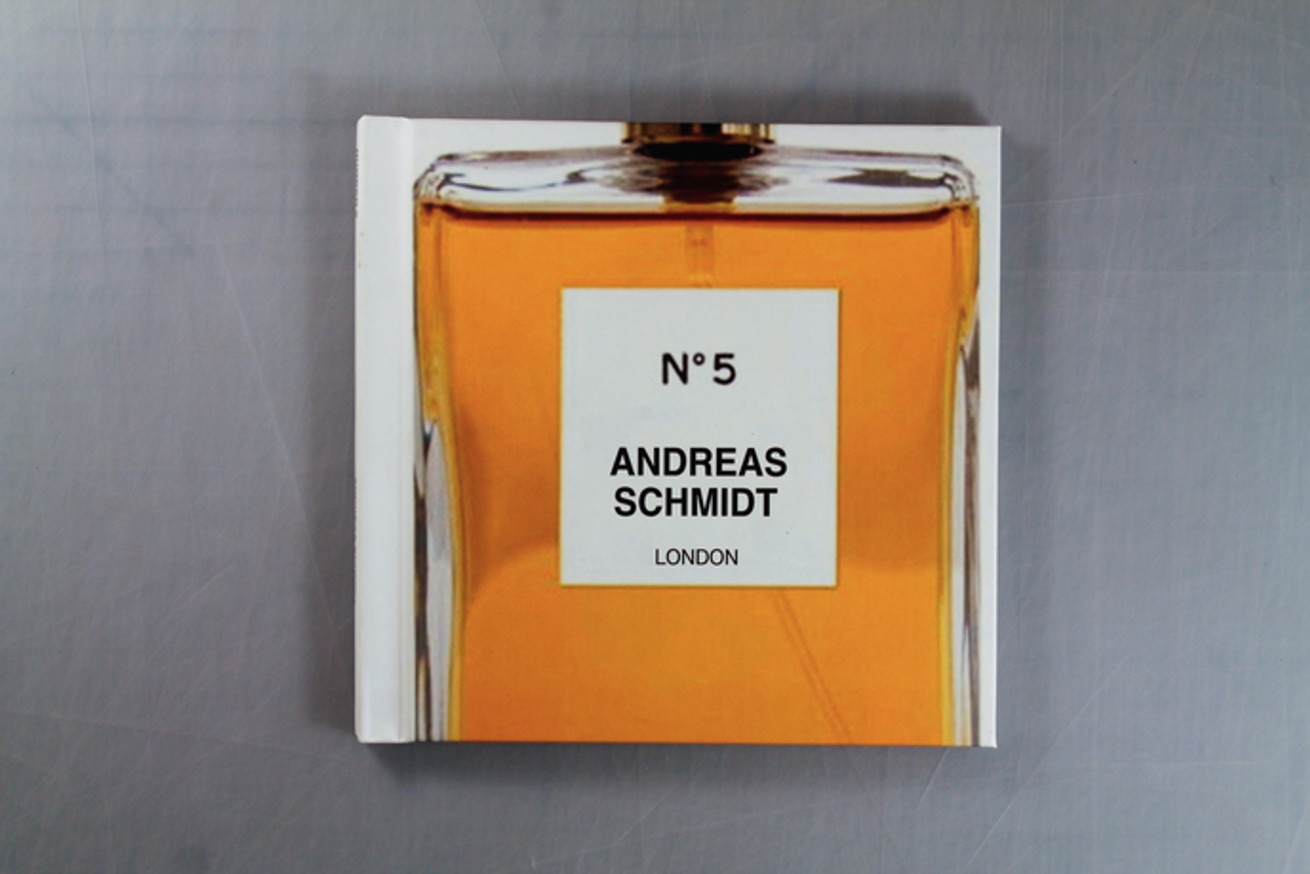 N° 5
ANDREAS
SCHMIDT
LONDON